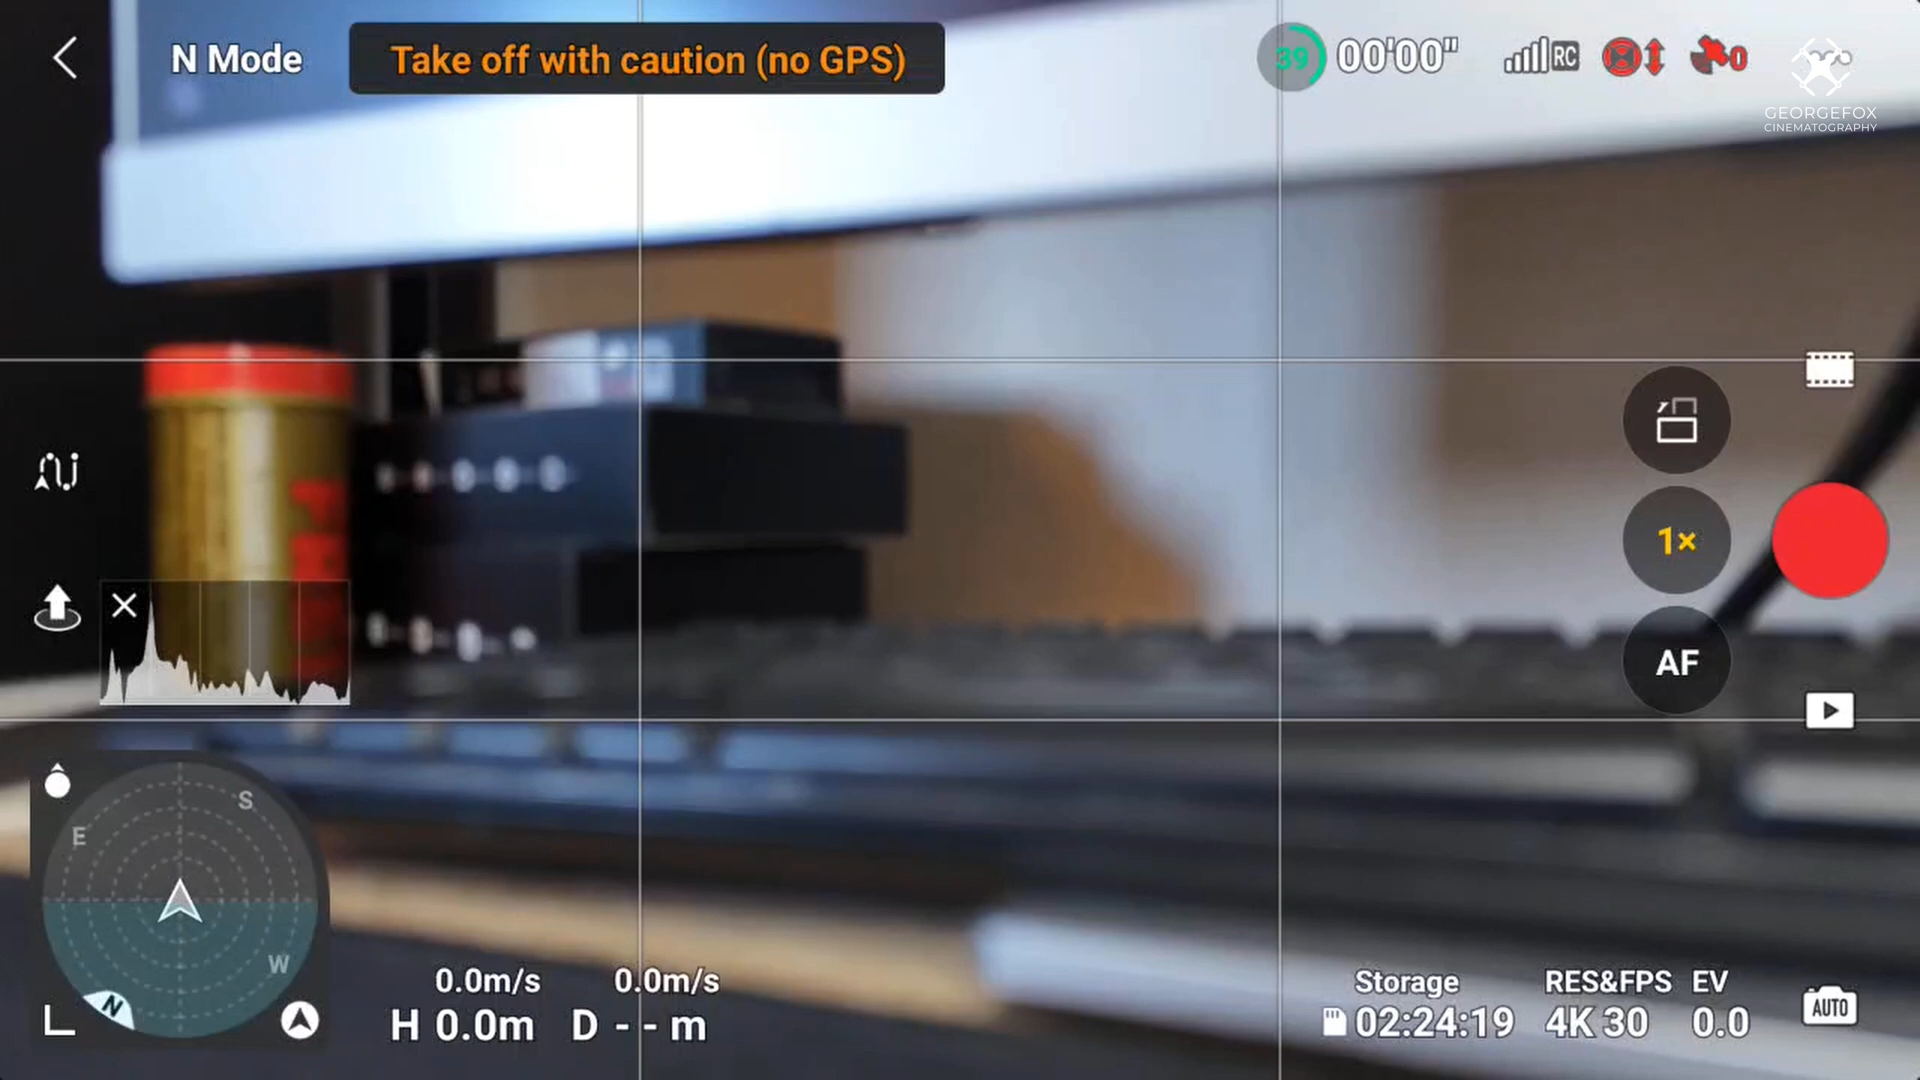 N Mode
Take off with caution (no GPS)
39
00'00"
RC
0
GEORGEFOX
CINEMATOGRAPHY
1×
AF
S
E
W
N
0.0m/s
0.0m/s
H 0.0m
D - - m
Storage
02:24:19
RES&FPS
4K 30
EV
0.0
AUTO